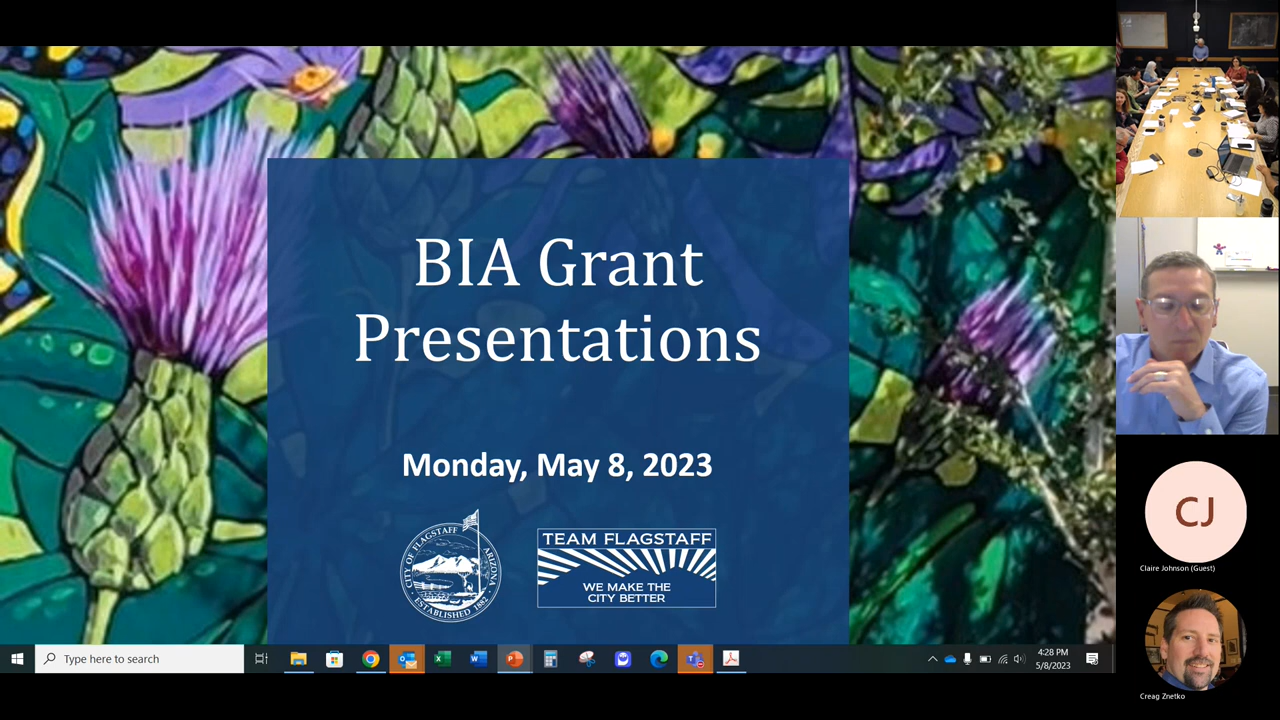 BIA Grant
Presentations
Monday, May 8, 2023
CITY OF FLAGSTAFF ARIZONA
ESTABLISHED 1882
TEAM FLAGSTAFF
WE MAKE THE
CITY BETTER
CJ
Claire Johnson (Guest)
Creag Znetko
Type here to search
4:28 PM
5/8/2023